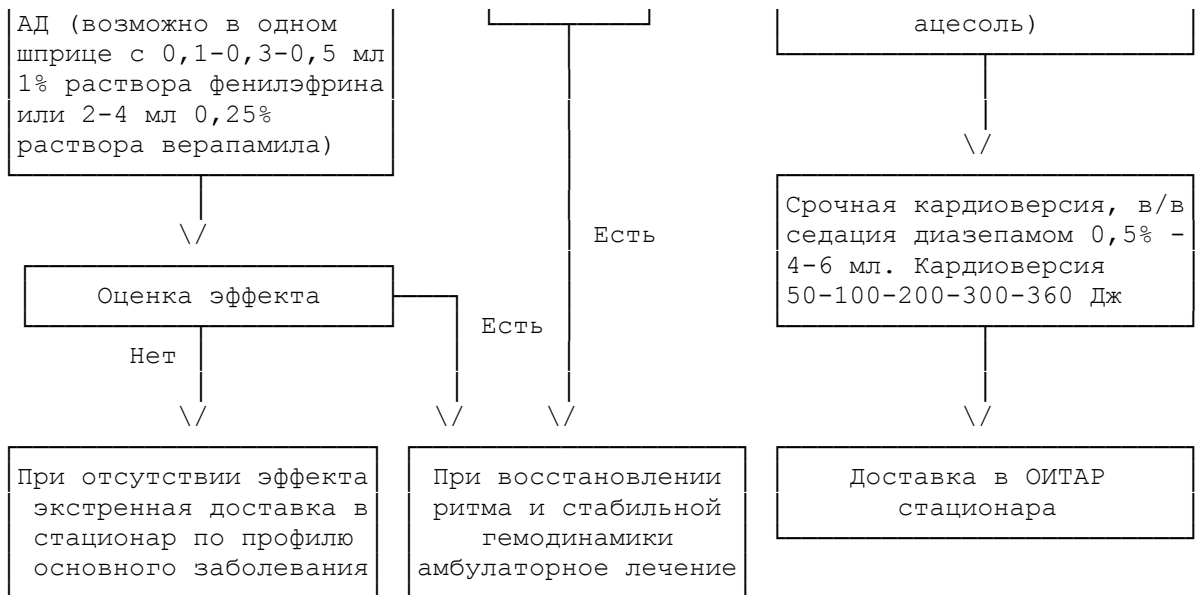 АД (возможно в одном
шприце с 0,1-0,3-0,5 мл
1% раствора фенилэфрина
или 2-4 мл 0,25%
раствора верапамила)
ацесоль)
\/
Срочная кардиоверсия, в/в
седация диазепамом 0,5% -
4-6 мл. Кардиоверсия
50-100-200-300-360 Дж
\/
Есть
Оценка эффекта
Есть
Нет
\/
\/
\/
\/
При отсутствии эффекта
экстренная доставка в
стационар по профилю
основного заболевания
При восстановлении
ритма и стабильной
гемодинамики
амбулаторное лечение
Доставка в ОИТАР
стационара